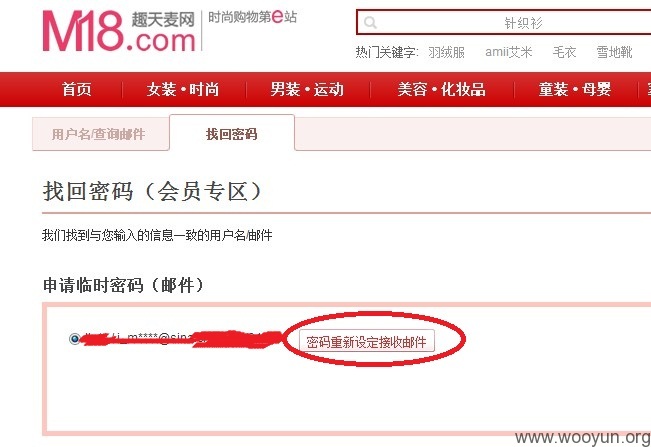 M18.com 趣天麦网 时尚购物第e站
针织衫
热门关键字: 羽绒服 amii艾米 毛衣 雪地靴
首页 女装•时尚 男装•运动 美容•化妆品 童装•母婴
用户名/查询邮件 找回密码
找回密码（会员专区）
我们找到与您输入的信息一致的用户名/邮件
申请临时密码（邮件）
_m****@sina 密码重新设定接收邮件
www.wooyun.org